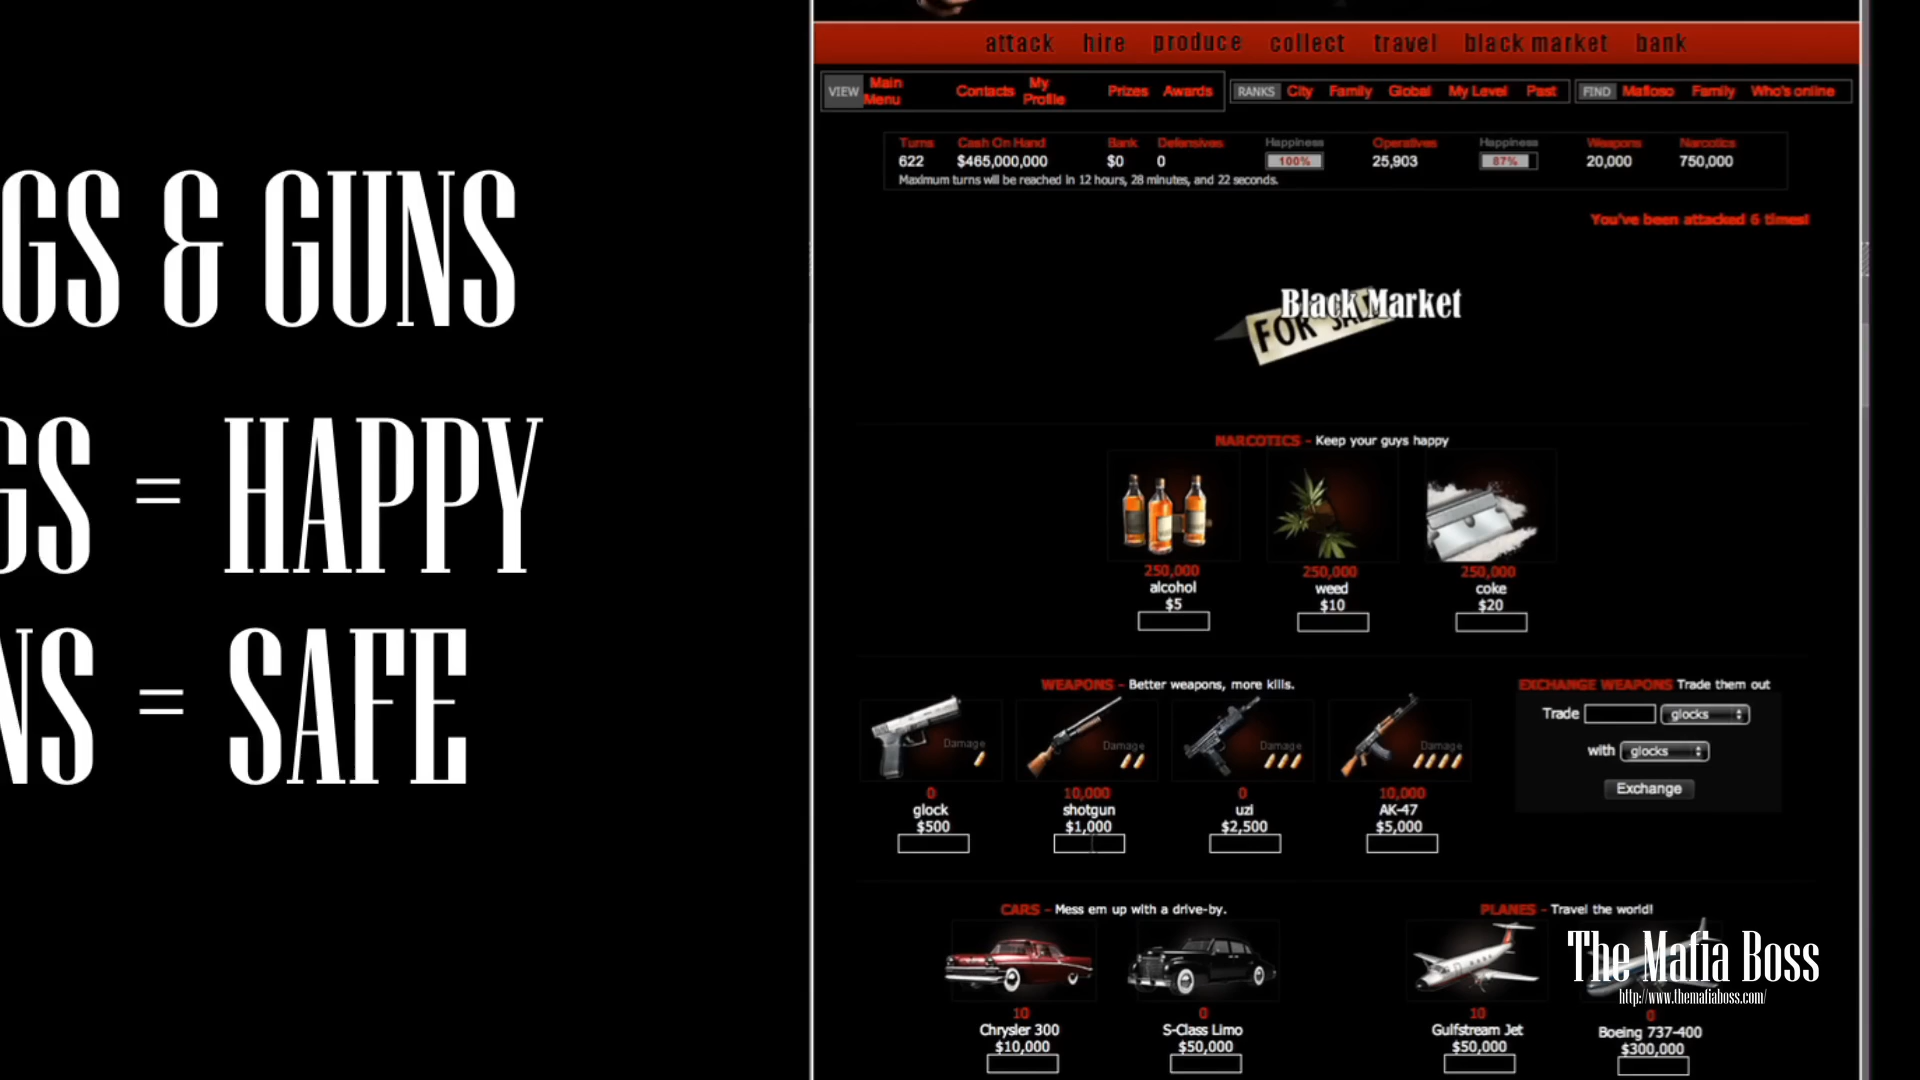 GS & GUNS
GS = HAPPY
NS = SAFE
attack hire produce collect travel black market bank
VIEW Main Menu Contacts My Profile Prizes Awards RANKS City Family Global My Level Past FIND Mafioso Family Who's online
Turns Cash On Hand Bank Defensives Happiness Operatives Happiness Weapons Narcotics
622 $465,000,000 $0 0 100% 25,903 87% 20,000 750,000
Maximum turns will be reached in 12 hours, 28 minutes, and 22 seconds.
You've been attacked 6 times!
Black Market
FOR SALE
NARCOTICS - Keep your guys happy
250,000 250,000 250,000
alcohol weed coke
$5 $10 $20
WEAPONS - Better weapons, more kills.
Damage Damage Damage Damage
0 10,000 0 10,000
glock shotgun uzi AK-47
$500 $1,000 $2,500 $5,000
EXCHANGE WEAPONS Trade them out
Trade glocks
with glocks
Exchange
CARS - Mess em up with a drive-by.
10 0
Chrysler 300 S-Class Limo
$10,000 $50,000
PLANES - Travel the world!
10 0
Gulfstream Jet Boeing 737-400
$50,000 $300,000
The Mafia Boss
http://www.themafiaboss.com/